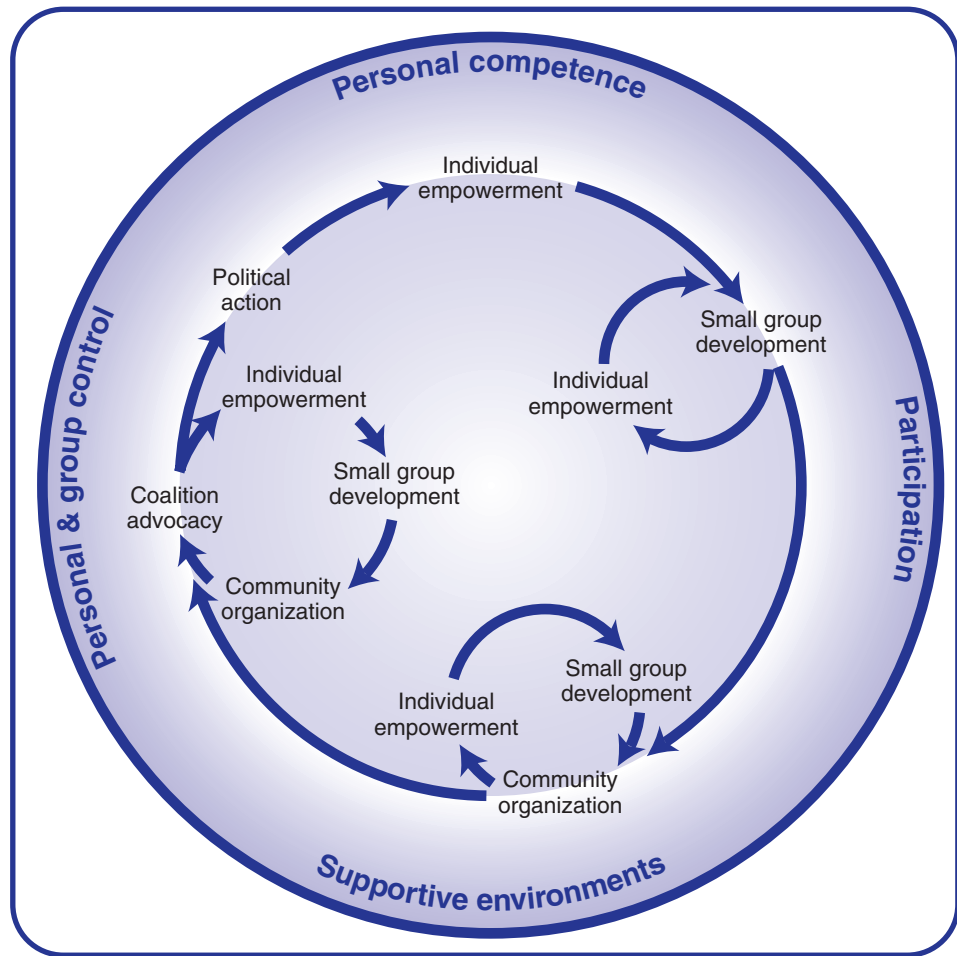 Personal competence
Individual
empowerment
Political
action
Small group
development
Individual
empowerment
Individual
empowerment
Personal & group control
Participation
Small group
development
Coalition
advocacy
Community
organization
Small group
development
Individual
empowerment
Community
organization
Supportive environments